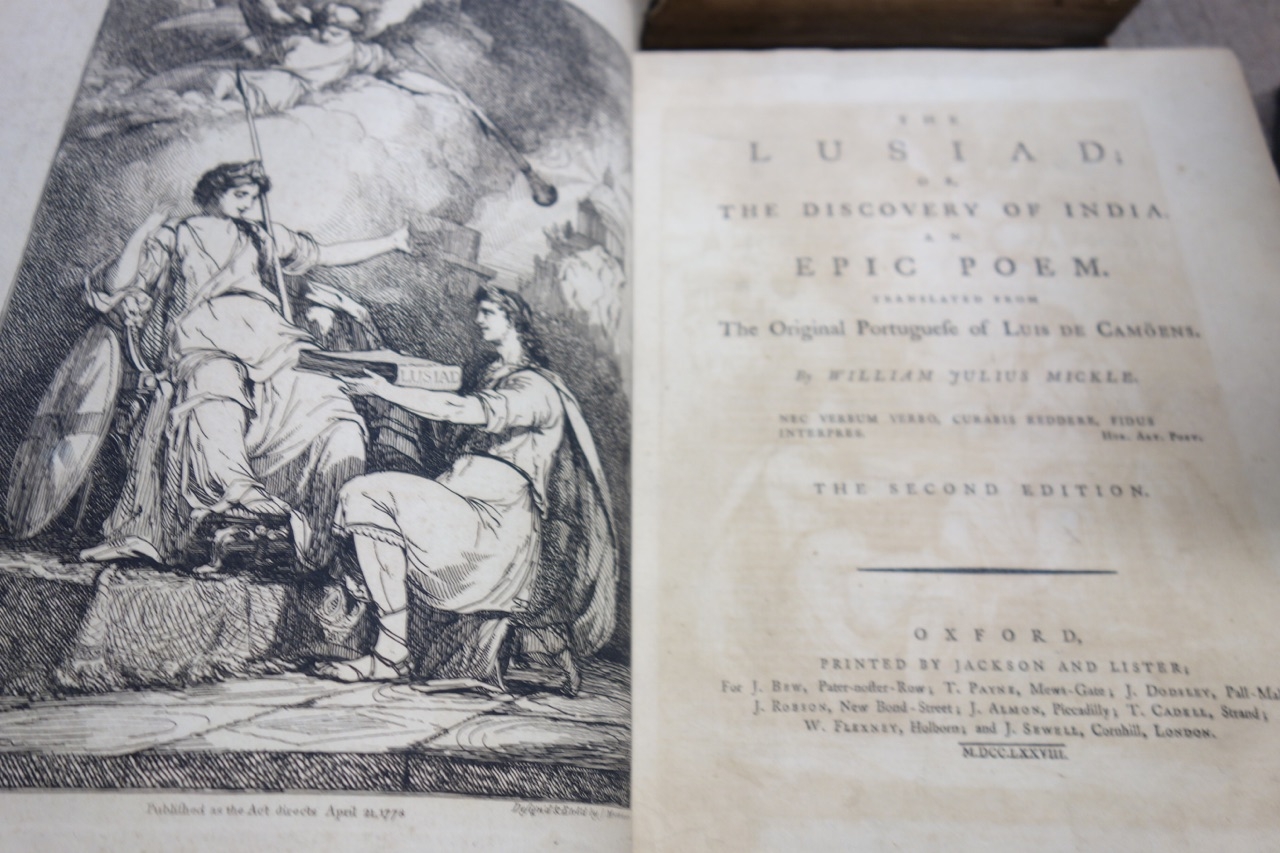 LUSIAD
Published as the Act directs April 21, 1778
THE
LUSIAD;
OR,
THE DISCOVERY OF INDIA.
AN
EPIC POEM.
TRANSLATED FROM
The Original Portugueſe of LUIS DE CAMÖENS.
By WILLIAM JULIUS MICKLE.
NEC VERBUM VERBO, CURABIS REDDERE, FIDUS
INTERPRES. HOR. ART. POET.
THE SECOND EDITION.
OXFORD,
PRINTED BY JACKSON AND LISTER;
For J. BEW, Pater-noſter-Row; T. PAYNE, Mews-Gate; J. DODSLEY, Pall-Ma
J. ROBSON, New Bond-Street; J. ALMON, Piccadilly; T. CADELL, Strand;
W. FLEXNEY, Holborn; and J. SEWELL, Cornhill, LONDON.
M.DCC.LXXVIII.